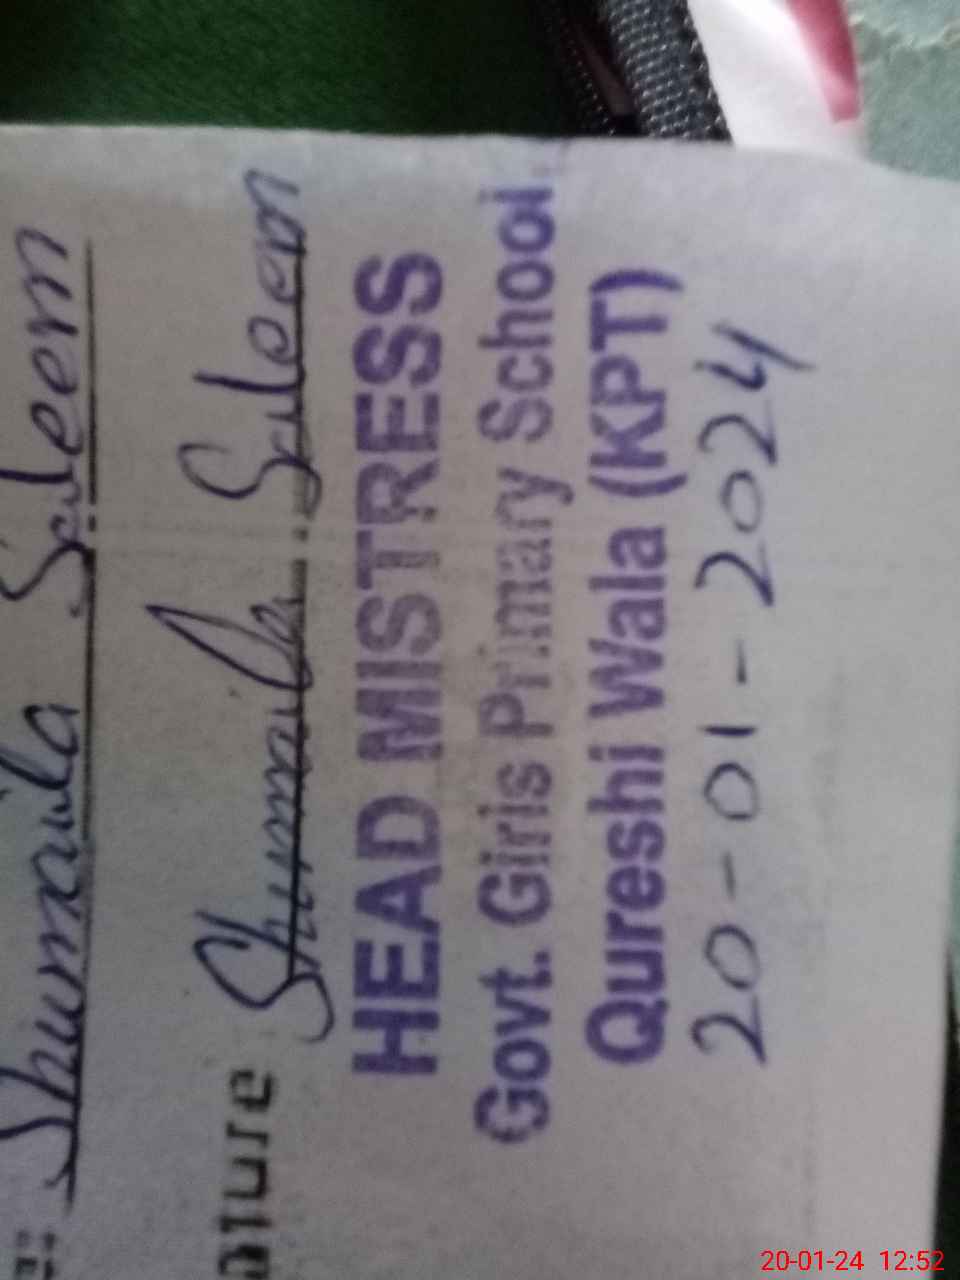 Shumaila Saleem
Shumaila Saleem
HEAD MISTRESS
Govt. Girls Primary School
Qureshi Wala (KPT)
20-01-2024
20-01-24 12:52